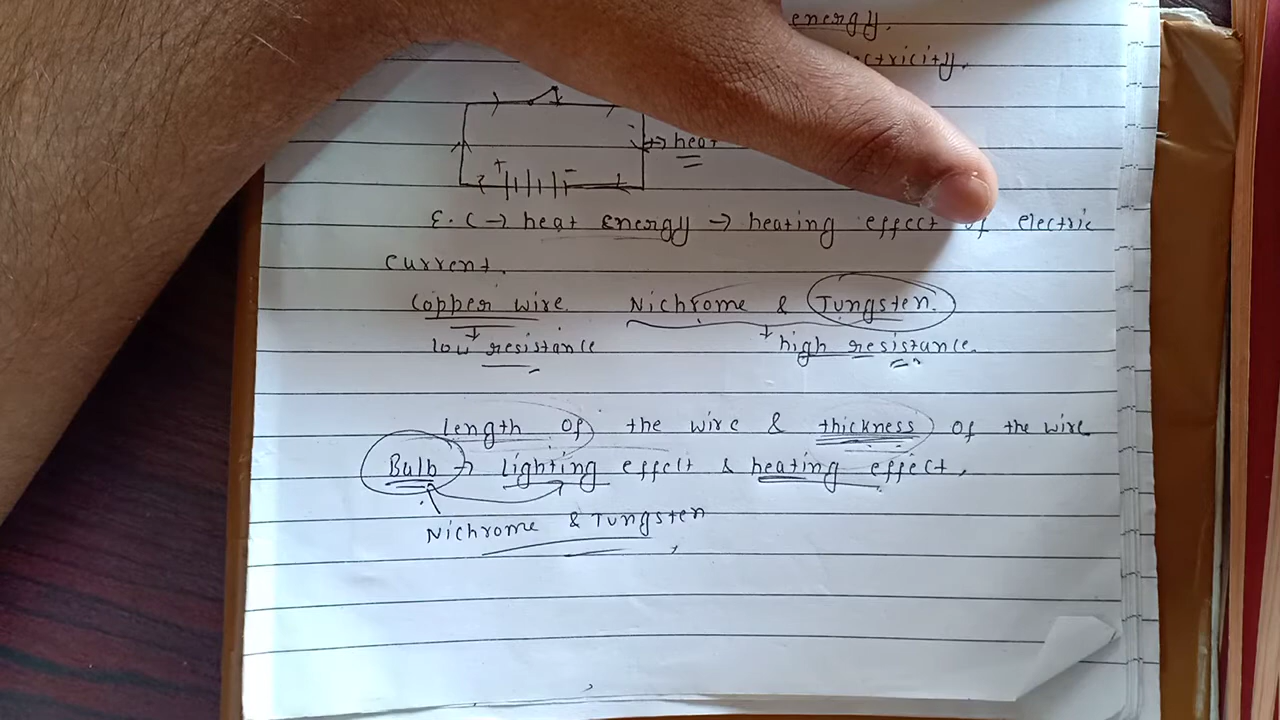 energy.
+ -
→ heat
E.C → heat energy → heating effect of electric
current.
Copper wire. Nichrome & Tungsten.
low resistance high resistance.
length of the wire & thickness of the wire
Bulb → Lighting effect & heating effect.
Nichrome & Tungsten